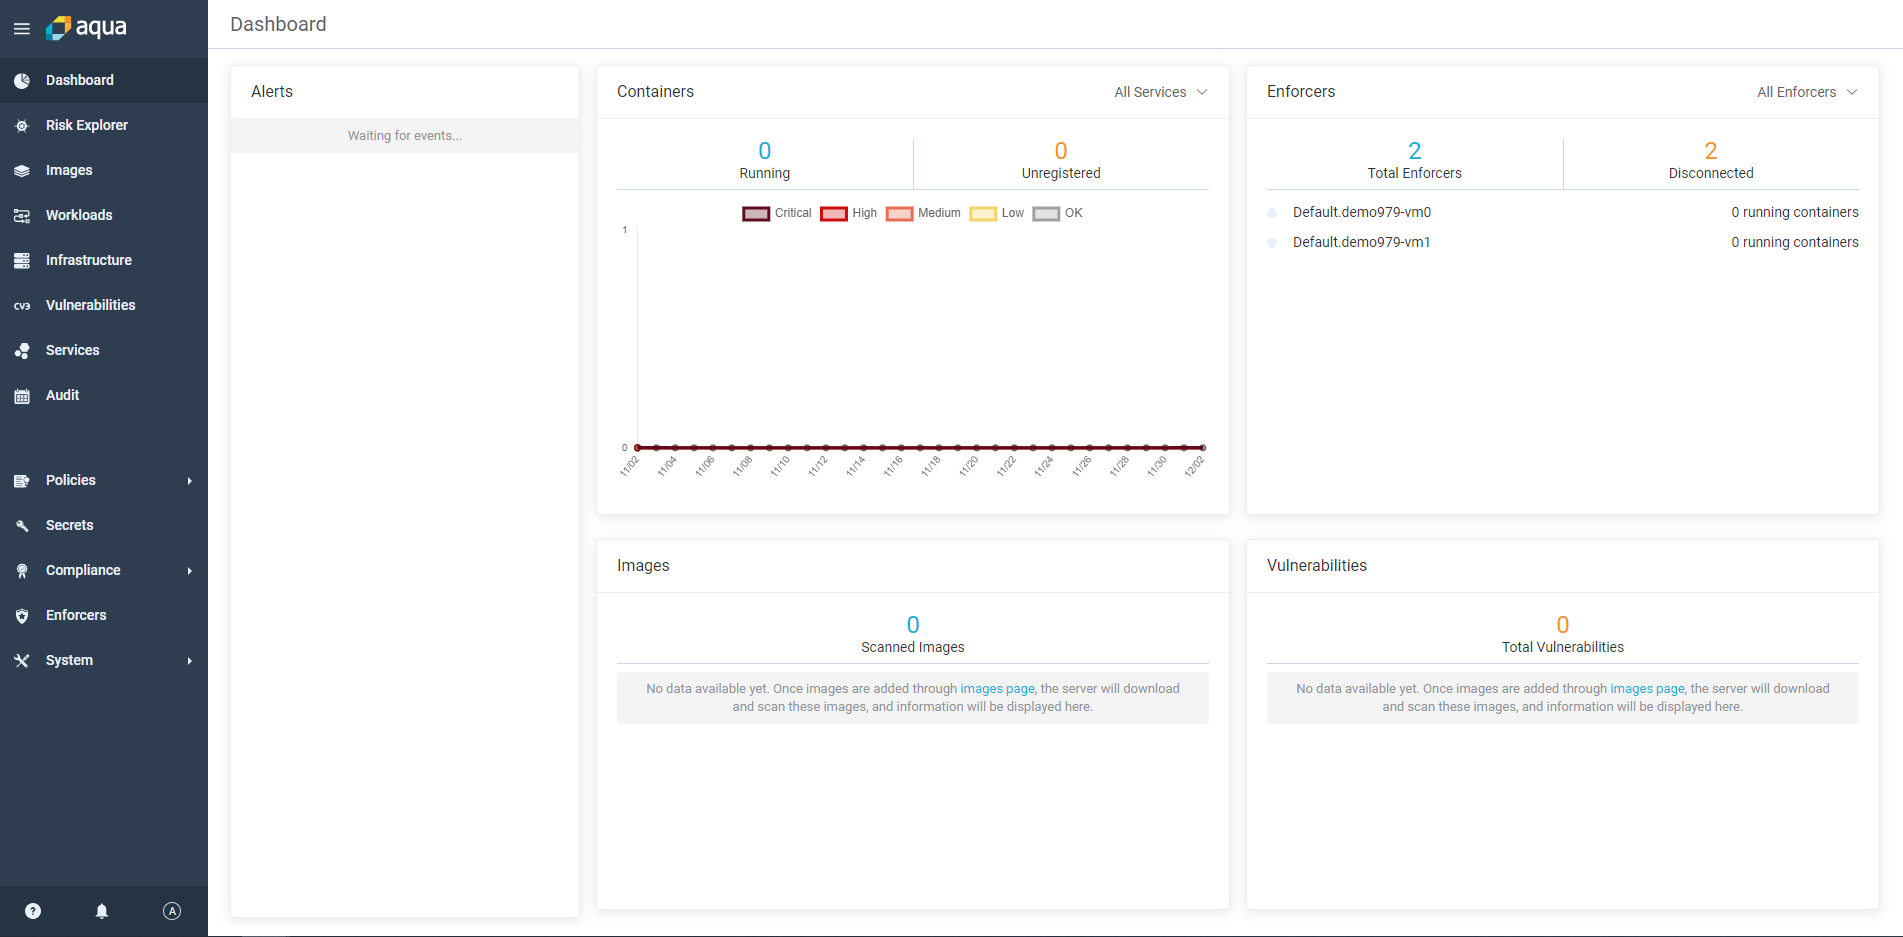 aqua
Dashboard
Risk Explorer
Images
Workloads
Infrastructure
CVE
Vulnerabilities
Services
Audit
Policies
Secrets
Compliance
Enforcers
System
?
A
Dashboard
Alerts
Waiting for events...
Containers
All Services
0
Running
0
Unregistered
Critical High Medium Low OK
1
0
11/02 11/04 11/06 11/08 11/10 11/12 11/14 11/16 11/18 11/20 11/22 11/24 11/26 11/28 11/30 12/02
Enforcers
All Enforcers
2
Total Enforcers
2
Disconnected
Default.demo979-vm0 0 running containers
Default.demo979-vm1 0 running containers
Images
0
Scanned Images
No data available yet. Once images are added through images page, the server will download
and scan these images, and information will be displayed here.
Vulnerabilities
0
Total Vulnerabilities
No data available yet. Once images are added through images page, the server will download
and scan these images, and information will be displayed here.